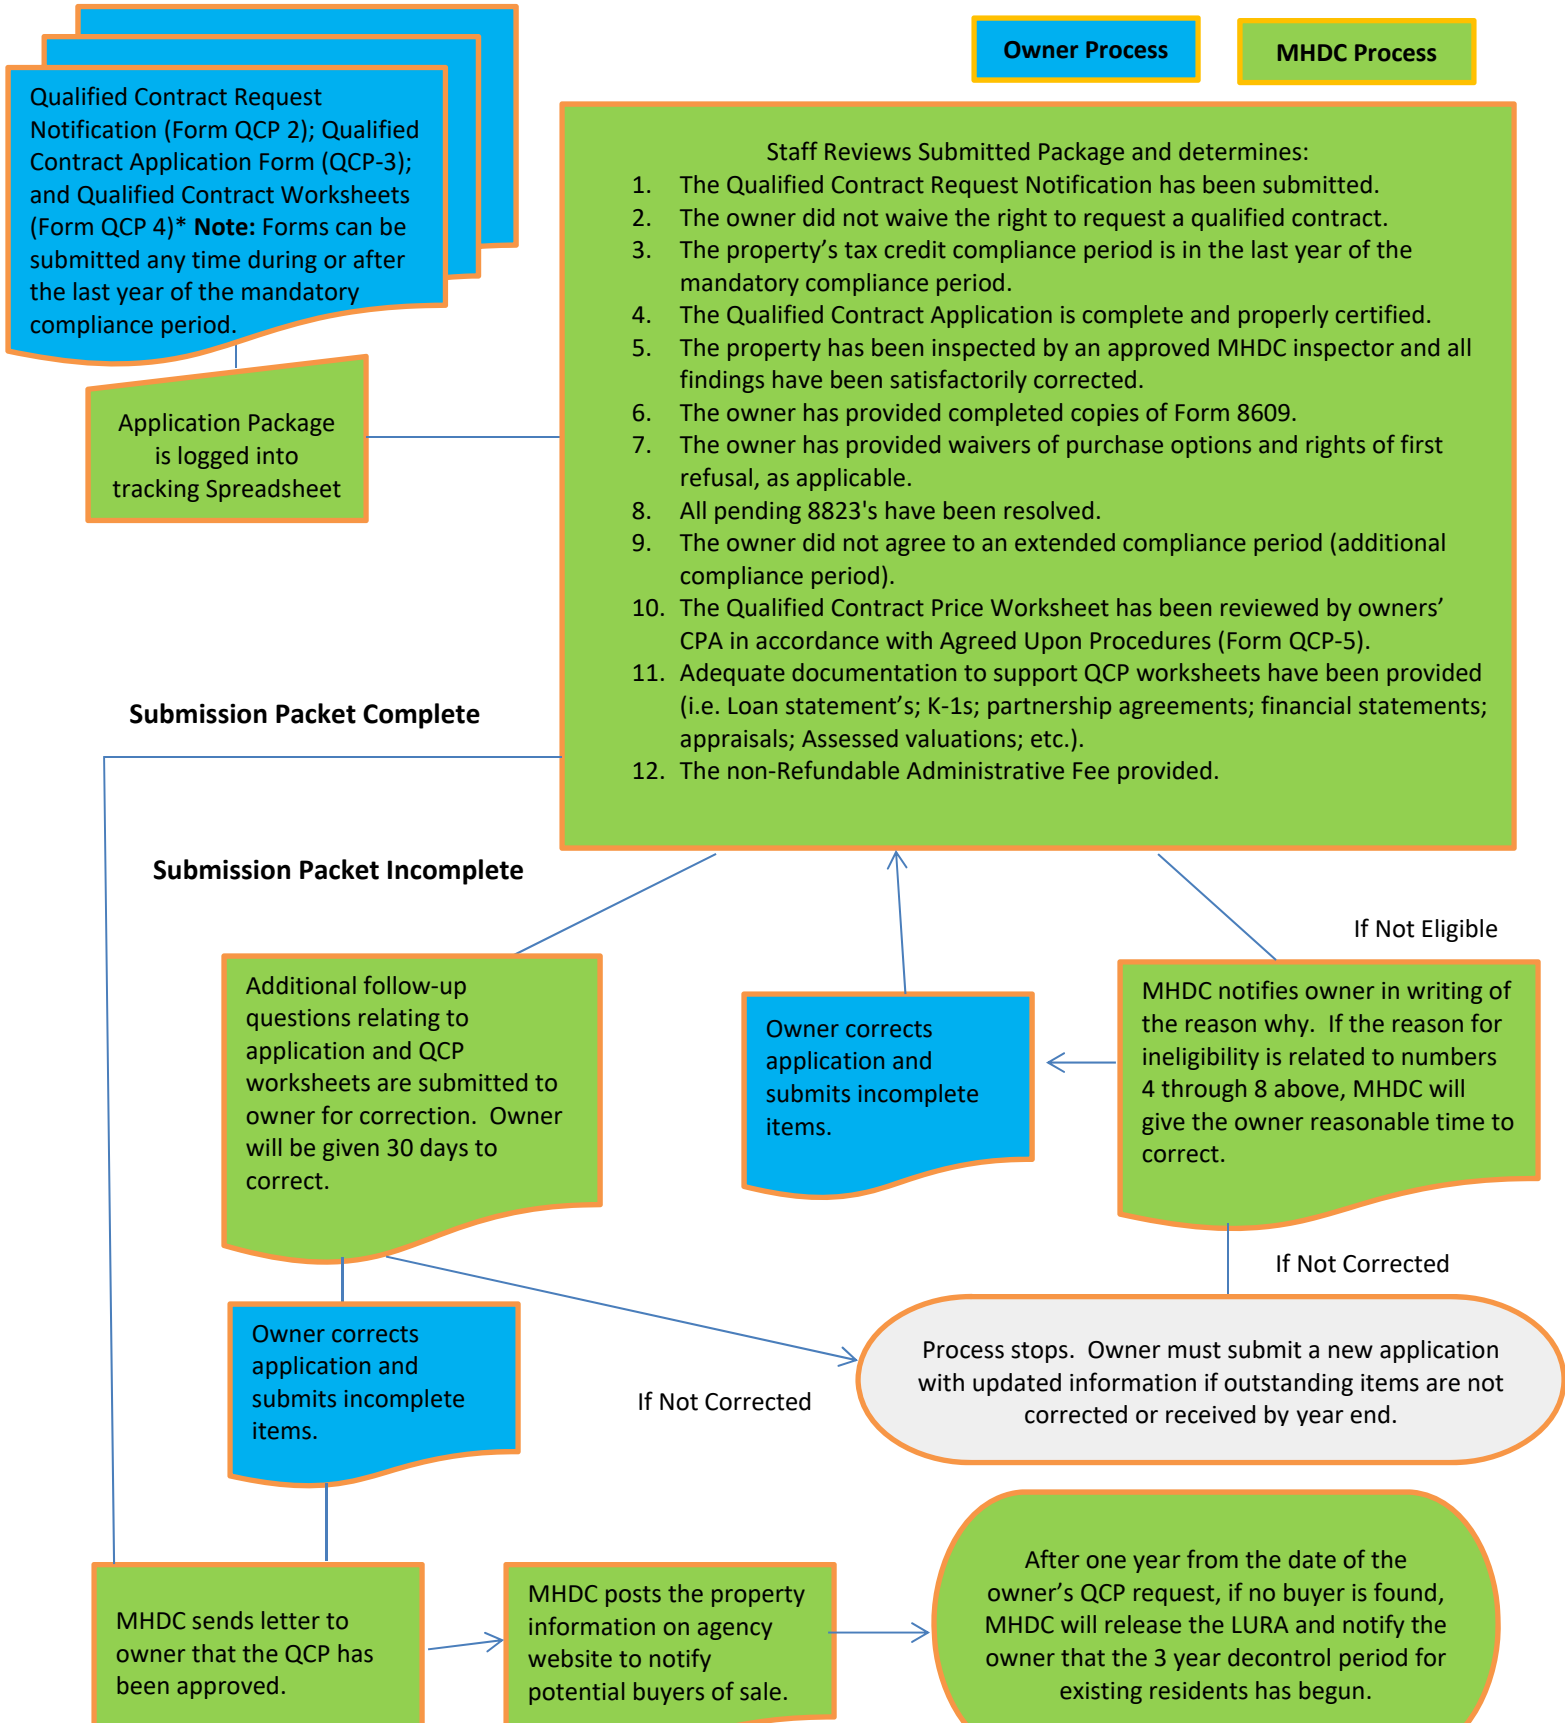 Owner Process
MHDC Process
Qualified Contract Request
Notification (Form QCP 2); Qualified
Contract Application Form (QCP-3);
and Qualified Contract Worksheets
(Form QCP 4)* Note: Forms can be
submitted any time during or after
the last year of the mandatory
compliance period.
Application Package
is logged into
tracking Spreadsheet
Staff Reviews Submitted Package and determines:
1. The Qualified Contract Request Notification has been submitted.
2. The owner did not waive the right to request a qualified contract.
3. The property’s tax credit compliance period is in the last year of the
mandatory compliance period.
4. The Qualified Contract Application is complete and properly certified.
5. The property has been inspected by an approved MHDC inspector and all
findings have been satisfactorily corrected.
6. The owner has provided completed copies of Form 8609.
7. The owner has provided waivers of purchase options and rights of first
refusal, as applicable.
8. All pending 8823's have been resolved.
9. The owner did not agree to an extended compliance period (additional
compliance period).
10. The Qualified Contract Price Worksheet has been reviewed by owners’
CPA in accordance with Agreed Upon Procedures (Form QCP-5).
11. Adequate documentation to support QCP worksheets have been provided
(i.e. Loan statement’s; K-1s; partnership agreements; financial statements;
appraisals; Assessed valuations; etc.).
12. The non-Refundable Administrative Fee provided.
Submission Packet Complete
Submission Packet Incomplete
If Not Eligible
Additional follow-up
questions relating to
application and QCP
worksheets are submitted to
owner for correction. Owner
will be given 30 days to
correct.
Owner corrects
application and
submits incomplete
items.
MHDC notifies owner in writing of
the reason why. If the reason for
ineligibility is related to numbers
4 through 8 above, MHDC will
give the owner reasonable time to
correct.
If Not Corrected
Owner corrects
application and
submits incomplete
items.
If Not Corrected
Process stops. Owner must submit a new application
with updated information if outstanding items are not
corrected or received by year end.
MHDC sends letter to
owner that the QCP has
been approved.
MHDC posts the property
information on agency
website to notify
potential buyers of sale.
After one year from the date of the
owner’s QCP request, if no buyer is found,
MHDC will release the LURA and notify the
owner that the 3 year decontrol period for
existing residents has begun.